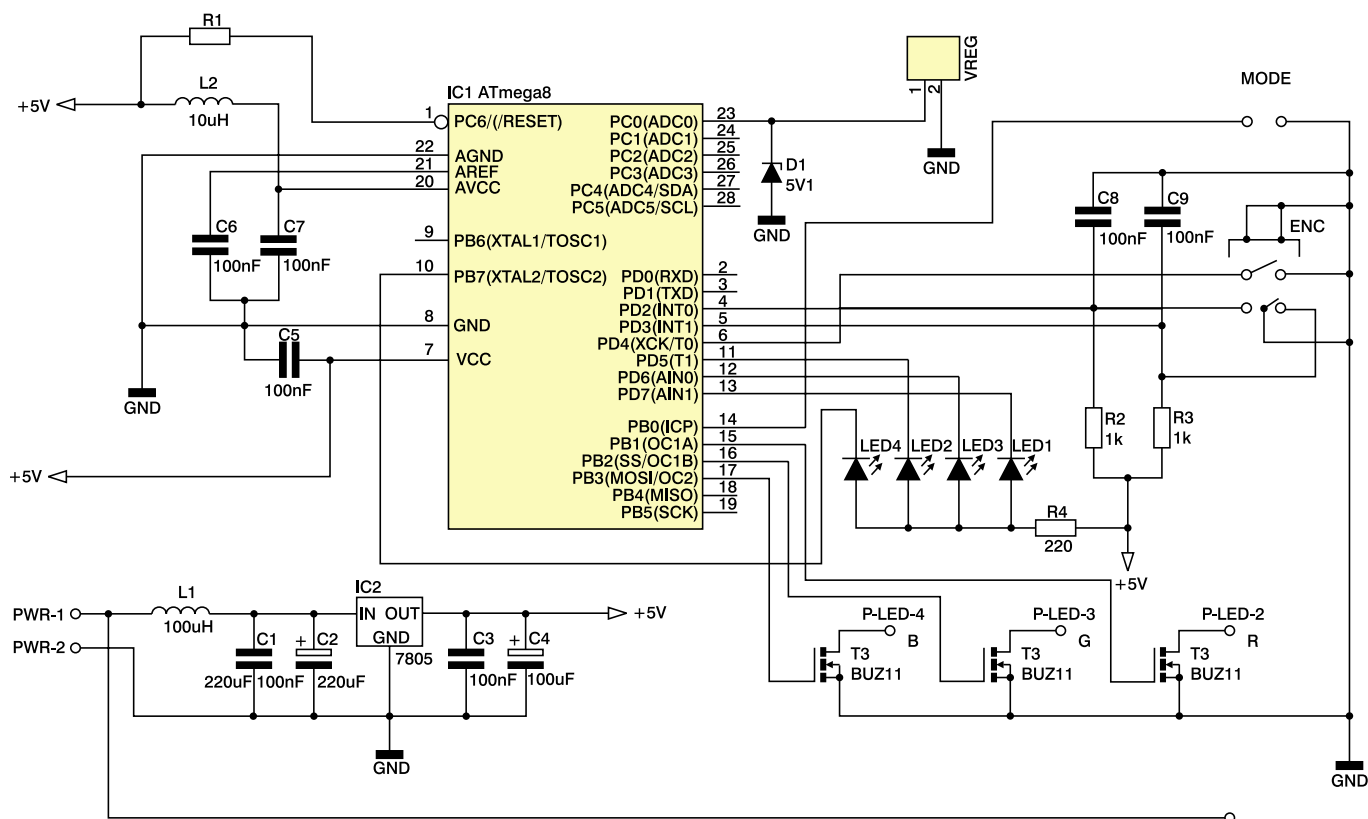 R1
L2
10uH
+5V
IC1 ATmega8
1
PC6/(/RESET)
22
AGND
21
AREF
20
AVCC
9
PB6(XTAL1/TOSC1)
10
PB7(XTAL2/TOSC2)
8
GND
7
VCC
PC0(ADC0)
23
PC1(ADC1)
24
PC2(ADC2)
25
PC3(ADC3)
26
PC4(ADC4/SDA)
27
PC5(ADC5/SCL)
28
PD0(RXD)
2
PD1(TXD)
3
PD2(INT0)
4
PD3(INT1)
5
PD4(XCK/T0)
6
PD5(T1)
11
PD6(AIN0)
12
PD7(AIN1)
13
PB0(ICP)
14
PB1(OC1A)
15
PB2(SS/OC1B)
16
PB3(MOSI/OC2)
17
PB4(MISO)
18
PB5(SCK)
19
C6
100nF
C7
100nF
C5
100nF
GND
+5V
VREG
1
2
GND
D1
5V1
GND
MODE
C8
100nF
C9
100nF
ENC
R2
1k
R3
1k
LED4
LED2
LED3
LED1
R4
220
+5V
PWR-1
PWR-2
L1
100uH
C1
220uF
100nF
+
C2
220uF
IC2
IN OUT
GND
7805
C3
100nF
+
C4
100uF
+5V
GND
P-LED-4
B
T3
BUZ11
P-LED-3
G
T3
BUZ11
P-LED-2
R
T3
BUZ11
GND